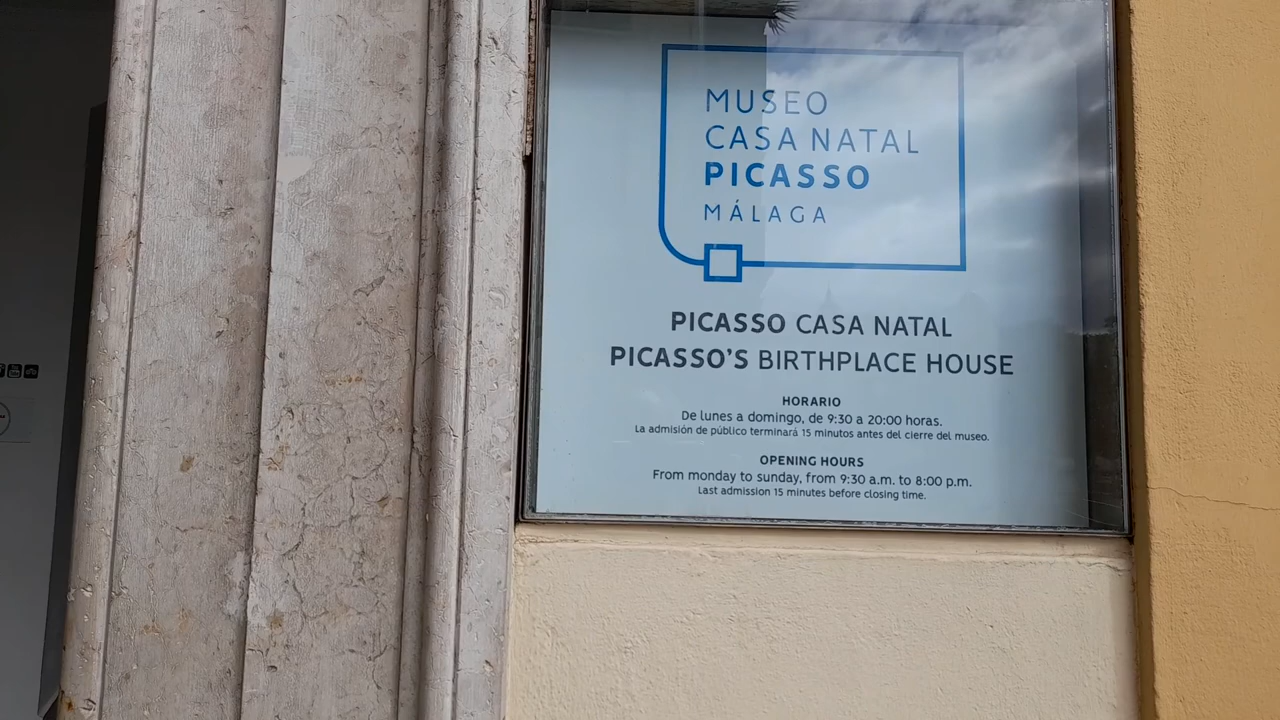 MUSEO
CASA NATAL
PICASSO
MÁLAGA
PICASSO CASA NATAL
PICASSO'S BIRTHPLACE HOUSE
HORARIO
De lunes a domingo, de 9:30 a 20:00 horas.
La admisión de público terminará 15 minutos antes del cierre del museo.
OPENING HOURS
From monday to sunday, from 9:30 a.m. to 8:00 p.m.
Last admission 15 minutes before closing time.